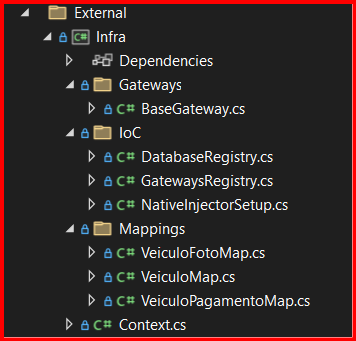 External
C# Infra
Dependencies
Gateways
C# BaseGateway.cs
IoC
C# DatabaseRegistry.cs
C# GatewaysRegistry.cs
C# NativeInjectorSetup.cs
Mappings
C# VeiculoFotoMap.cs
C# VeiculoMap.cs
C# VeiculoPagamentoMap.cs
C# Context.cs